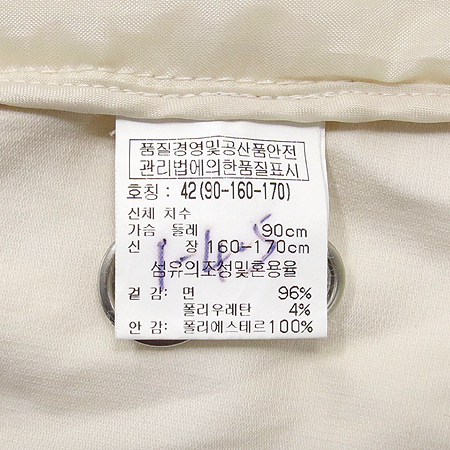 품질경영및공산품안전
관리법에의한품질표시
호칭 : 42 (90-160-170)
신체 치수
가슴 둘레 90cm
신 장 160-170cm
1-4-5
섬유의조성및혼용율
겉 감: 면 96%
폴리우레탄 4%
안 감: 폴리에스테르100%